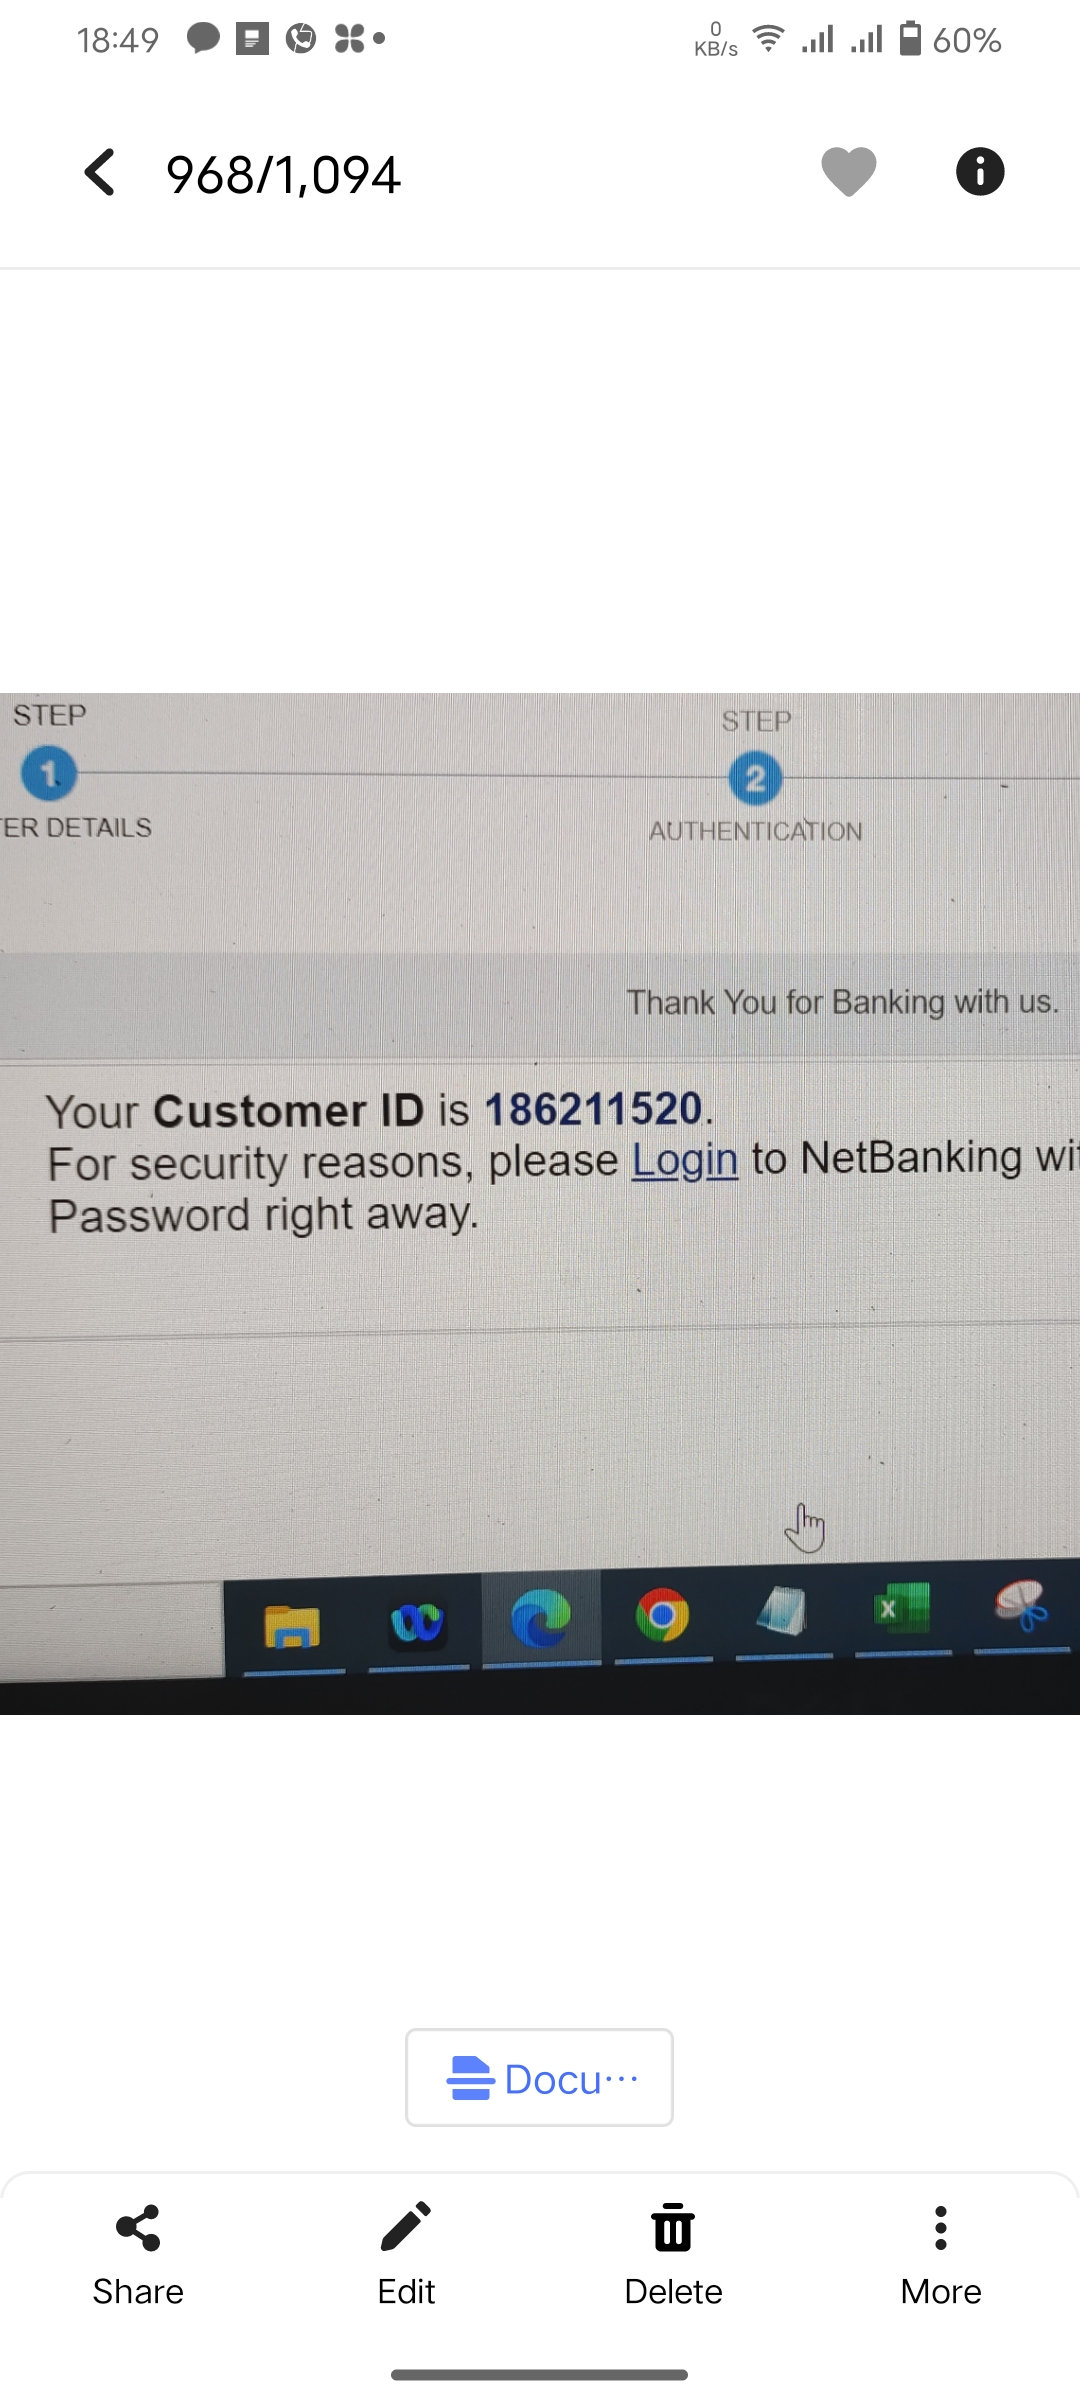 18:49
0
KB/s
60%
968/1,094
STEP
STEP
1
2
ER DETAILS
AUTHENTICATION
Thank You for Banking with us.
Your Customer ID is 186211520.
For security reasons, please Login to NetBanking wit
Password right away.
Docu...
Share
Edit
Delete
More